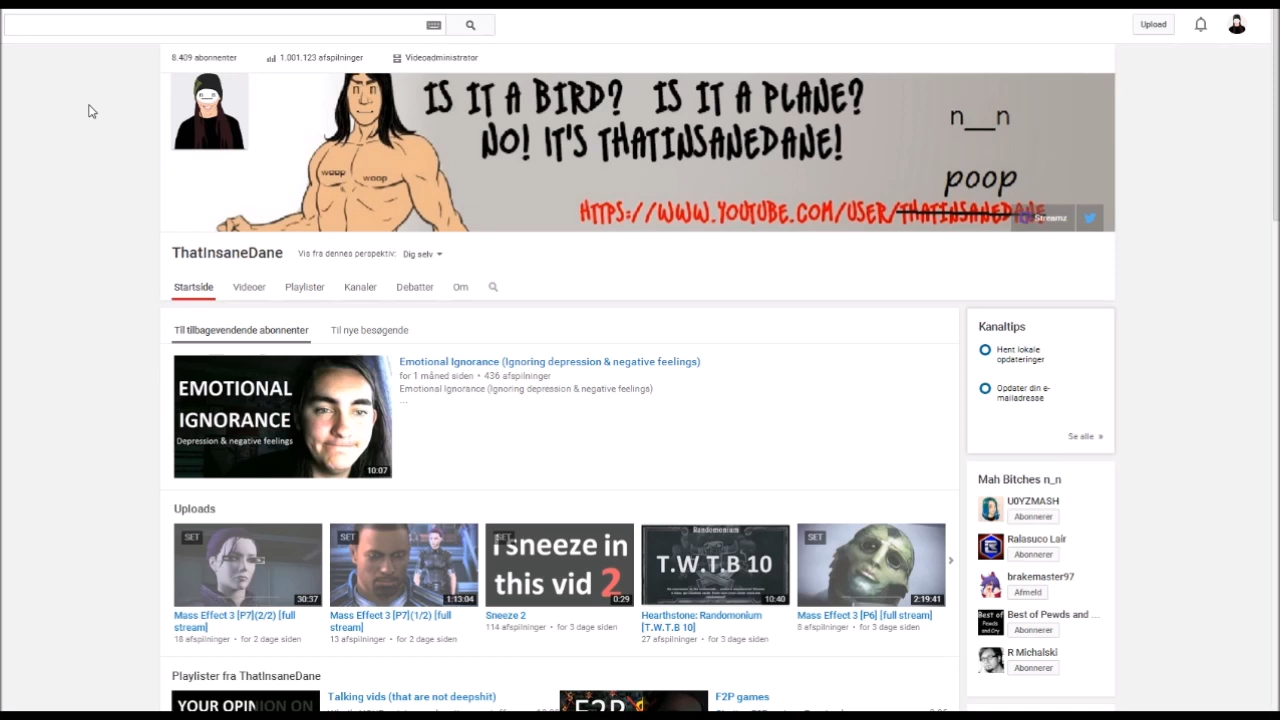 Upload
8.409 abonnenter
1.001.123 afspilninger
Videoadministrator
IS IT A BIRD? IS IT A PLANE?
NO! IT'S THATINSANEDANE!
n__n
poop
woop woop
HTTPS://WWW.YOUTUBE.COM/USER/THATINSANEDANE
Streamz
ThatInsaneDane
Vis fra dennes perspektiv: Dig selv
Startside Videoer Playlister Kanaler Debatter Om
Til tilbagevendende abonnenter
Til nye besøgende
EMOTIONAL
IGNORANCE
Depression & negative feelings
10:07
Emotional Ignorance (Ignoring depression & negative feelings)
for 1 måned siden • 436 afspilninger
Emotional Ignorance (Ignoring depression & negative feelings)
...
Uploads
SET
30:37
Mass Effect 3 [P7](2/2) [full
stream]
18 afspilninger • for 2 dage siden
SET
1:13:04
Mass Effect 3 [P7](1/2) [full
stream]
13 afspilninger • for 2 dage siden
SET
I sneeze in
this vid 2
0:29
Sneeze 2
114 afspilninger • for 3 dage siden
Randomonium
T.W.T.B 10
10:40
Hearthstone: Randomonium
[T.W.T.B 10]
27 afspilninger • for 3 dage siden
SET
2:19:41
Mass Effect 3 [P6] [full stream]
8 afspilninger • for 3 dage siden
Playlister fra ThatInsaneDane
YOUR OPINION ON
Talking vids (that are not deepshit)
F2P
F2P games
Kanaltips
Hent lokale
opdateringer
Opdater din e-
mailadresse
Se alle »
Mah Bitches n_n
U0YZMASH
Abonnerer
Ralasuco Lair
Abonnerer
brakemaster97
Afmeld
Best of
Pewds
and Cry
Best of Pewds and ...
Abonnerer
R Michalski
Abonnerer